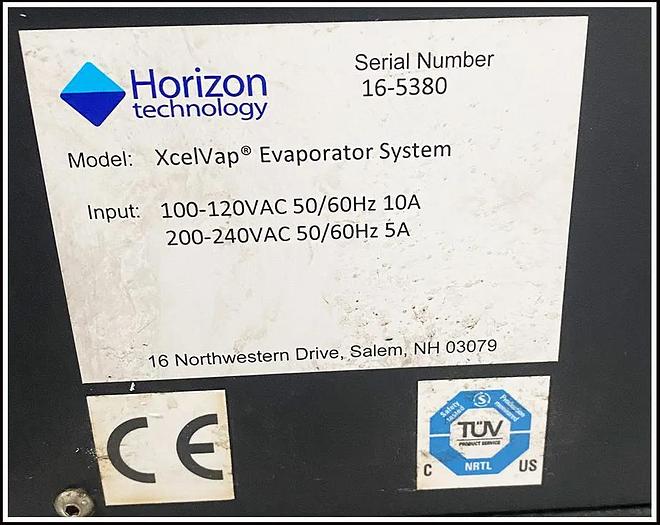 Horizon
technology
Serial Number
16-5380
Model: XcelVap® Evaporator System
Input: 100-120VAC 50/60Hz 10A
200-240VAC 50/60Hz 5A
16 Northwestern Drive, Salem, NH 03079
CE
Safety tested
S
Production monitored
TÜV
PRODUCT SERVICE
NRTL
C US